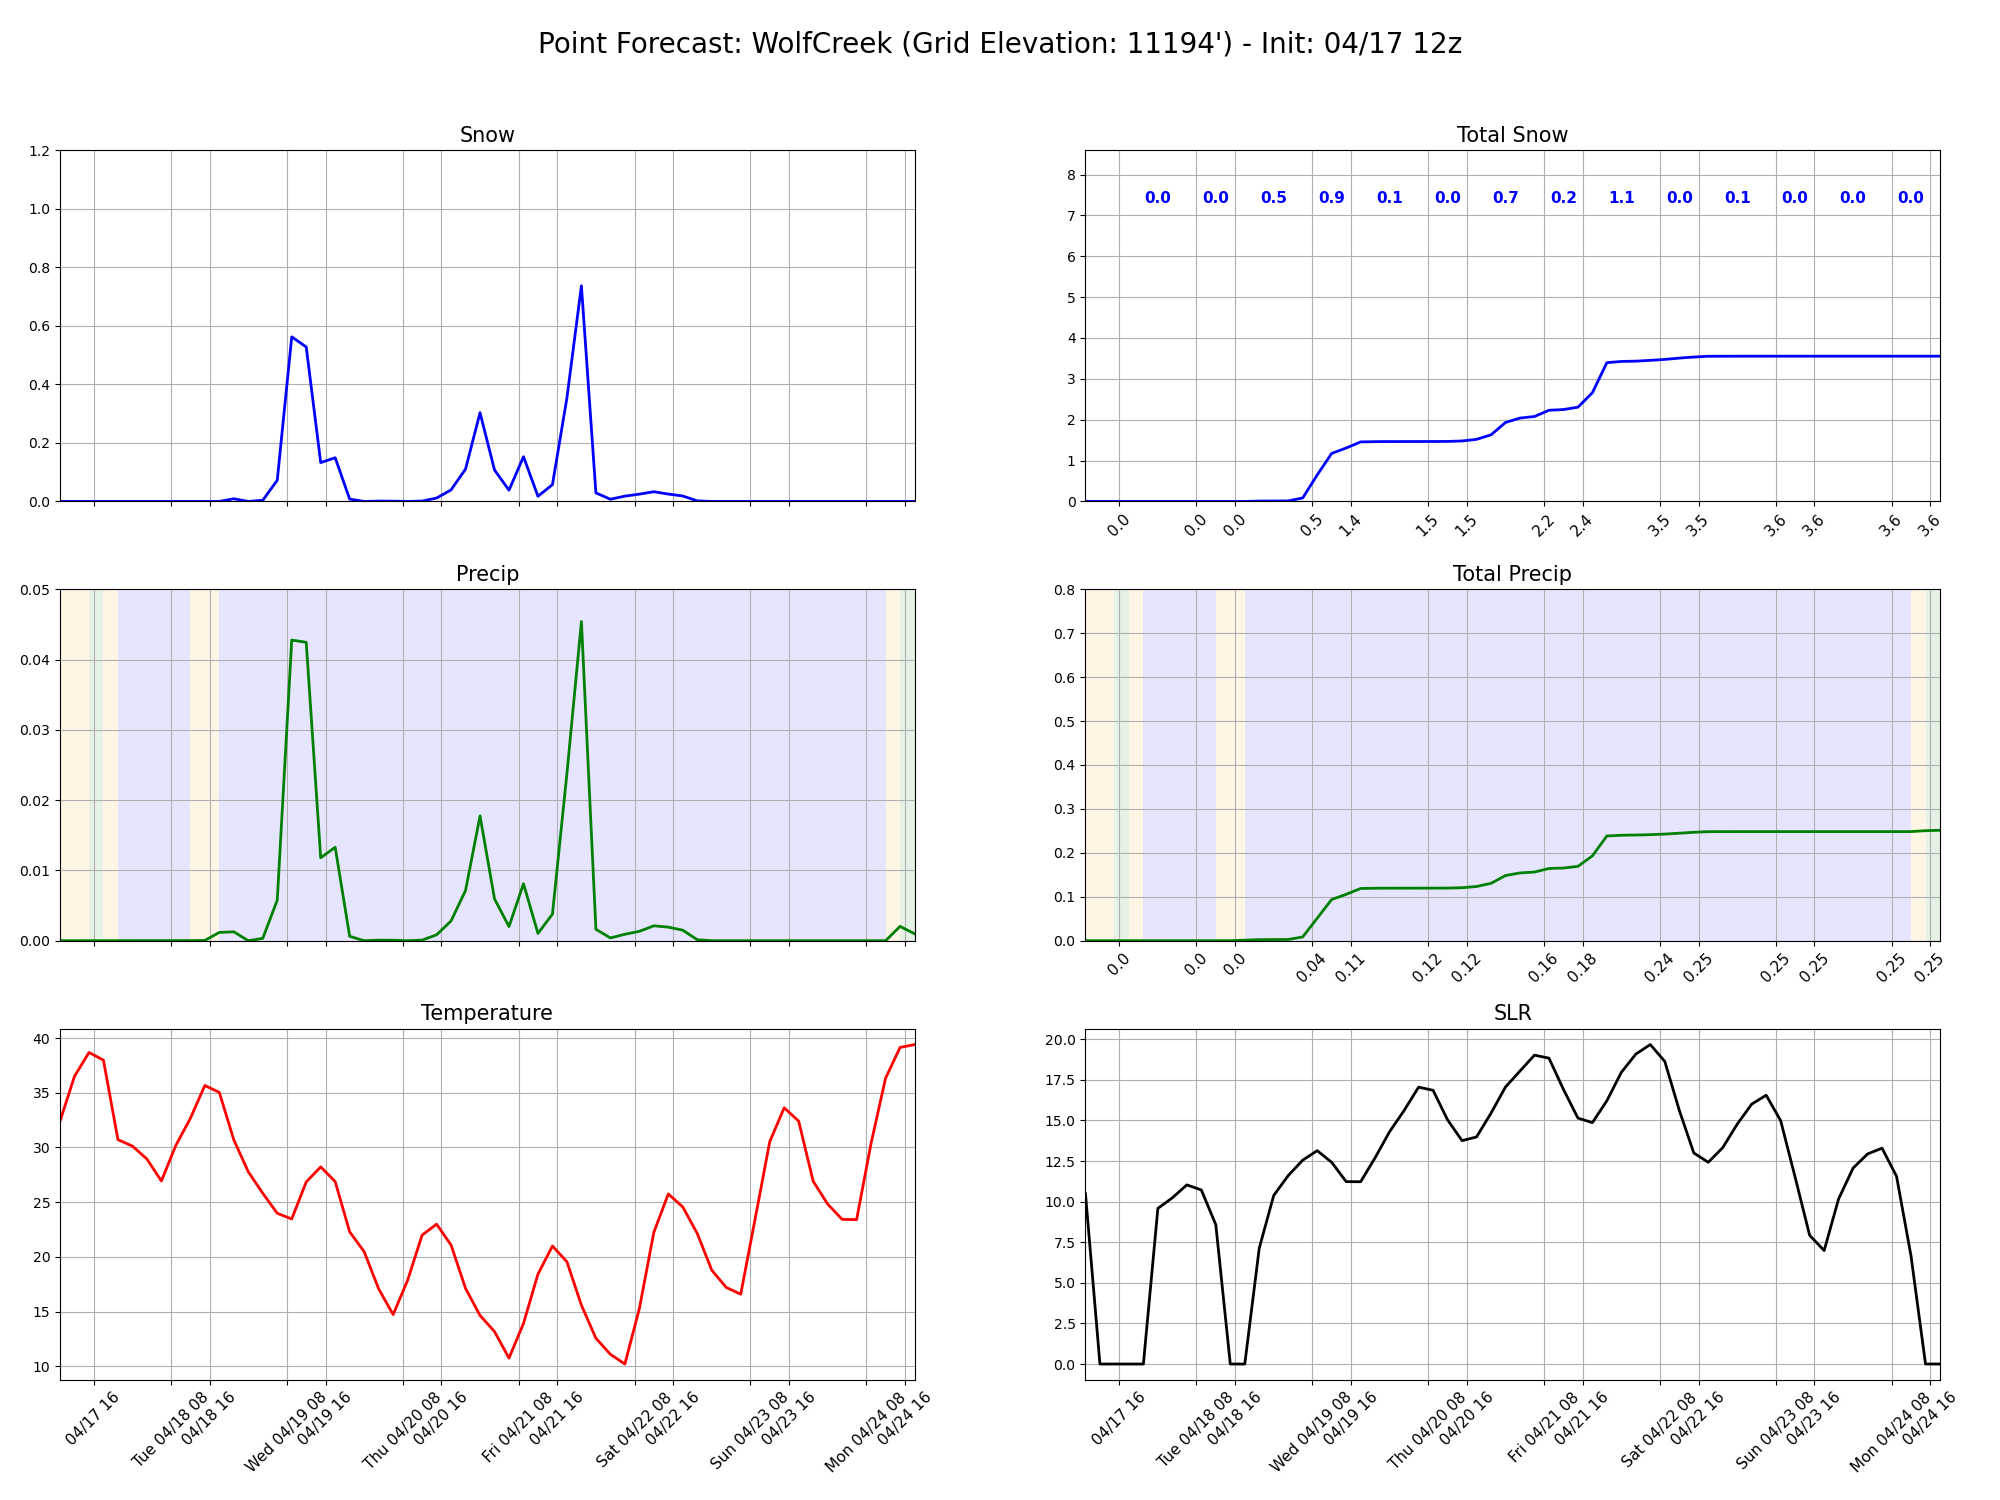 Point Forecast: WolfCreek (Grid Elevation: 11194') - Init: 04/17 12z
Snow
1.2
1.0
0.8
0.6
0.4
0.2
0.0
Total Snow
8
7
6
5
4
3
2
1
0
0.0 0.0 0.5 0.9 0.1 0.0 0.7 0.2 1.1 0.0 0.1 0.0 0.0 0.0
0.0 0.0 0.0 0.5 1.4 1.5 1.5 2.2 2.4 3.5 3.5 3.6 3.6 3.6 3.6
Precip
0.05
0.04
0.03
0.02
0.01
0.00
Total Precip
0.8
0.7
0.6
0.5
0.4
0.3
0.2
0.1
0.0
0.0 0.0 0.0 0.04 0.11 0.12 0.12 0.16 0.18 0.24 0.25 0.25 0.25 0.25 0.25
Temperature
40
35
30
25
20
15
10
04/17 16
Tue 04/18 08
04/18 16
Wed 04/19 08
04/19 16
Thu 04/20 08
04/20 16
Fri 04/21 08
04/21 16
Sat 04/22 08
04/22 16
Sun 04/23 08
04/23 16
Mon 04/24 08
04/24 16
SLR
20.0
17.5
15.0
12.5
10.0
7.5
5.0
2.5
0.0
04/17 16
Tue 04/18 08
04/18 16
Wed 04/19 08
04/19 16
Thu 04/20 08
04/20 16
Fri 04/21 08
04/21 16
Sat 04/22 08
04/22 16
Sun 04/23 08
04/23 16
Mon 04/24 08
04/24 16